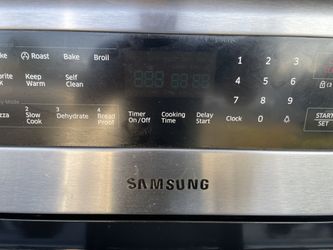 ke Roast Bake Broil
orite Keep Self
K Warm Clean
1 2 3
4 5 6
7 8 9
2 3 Dehydrate 4
zza Slow Bread
Cook Proof
Timer Cooking Delay
On/Off Time Start
Clock 0
START
SET
SAMSUNG